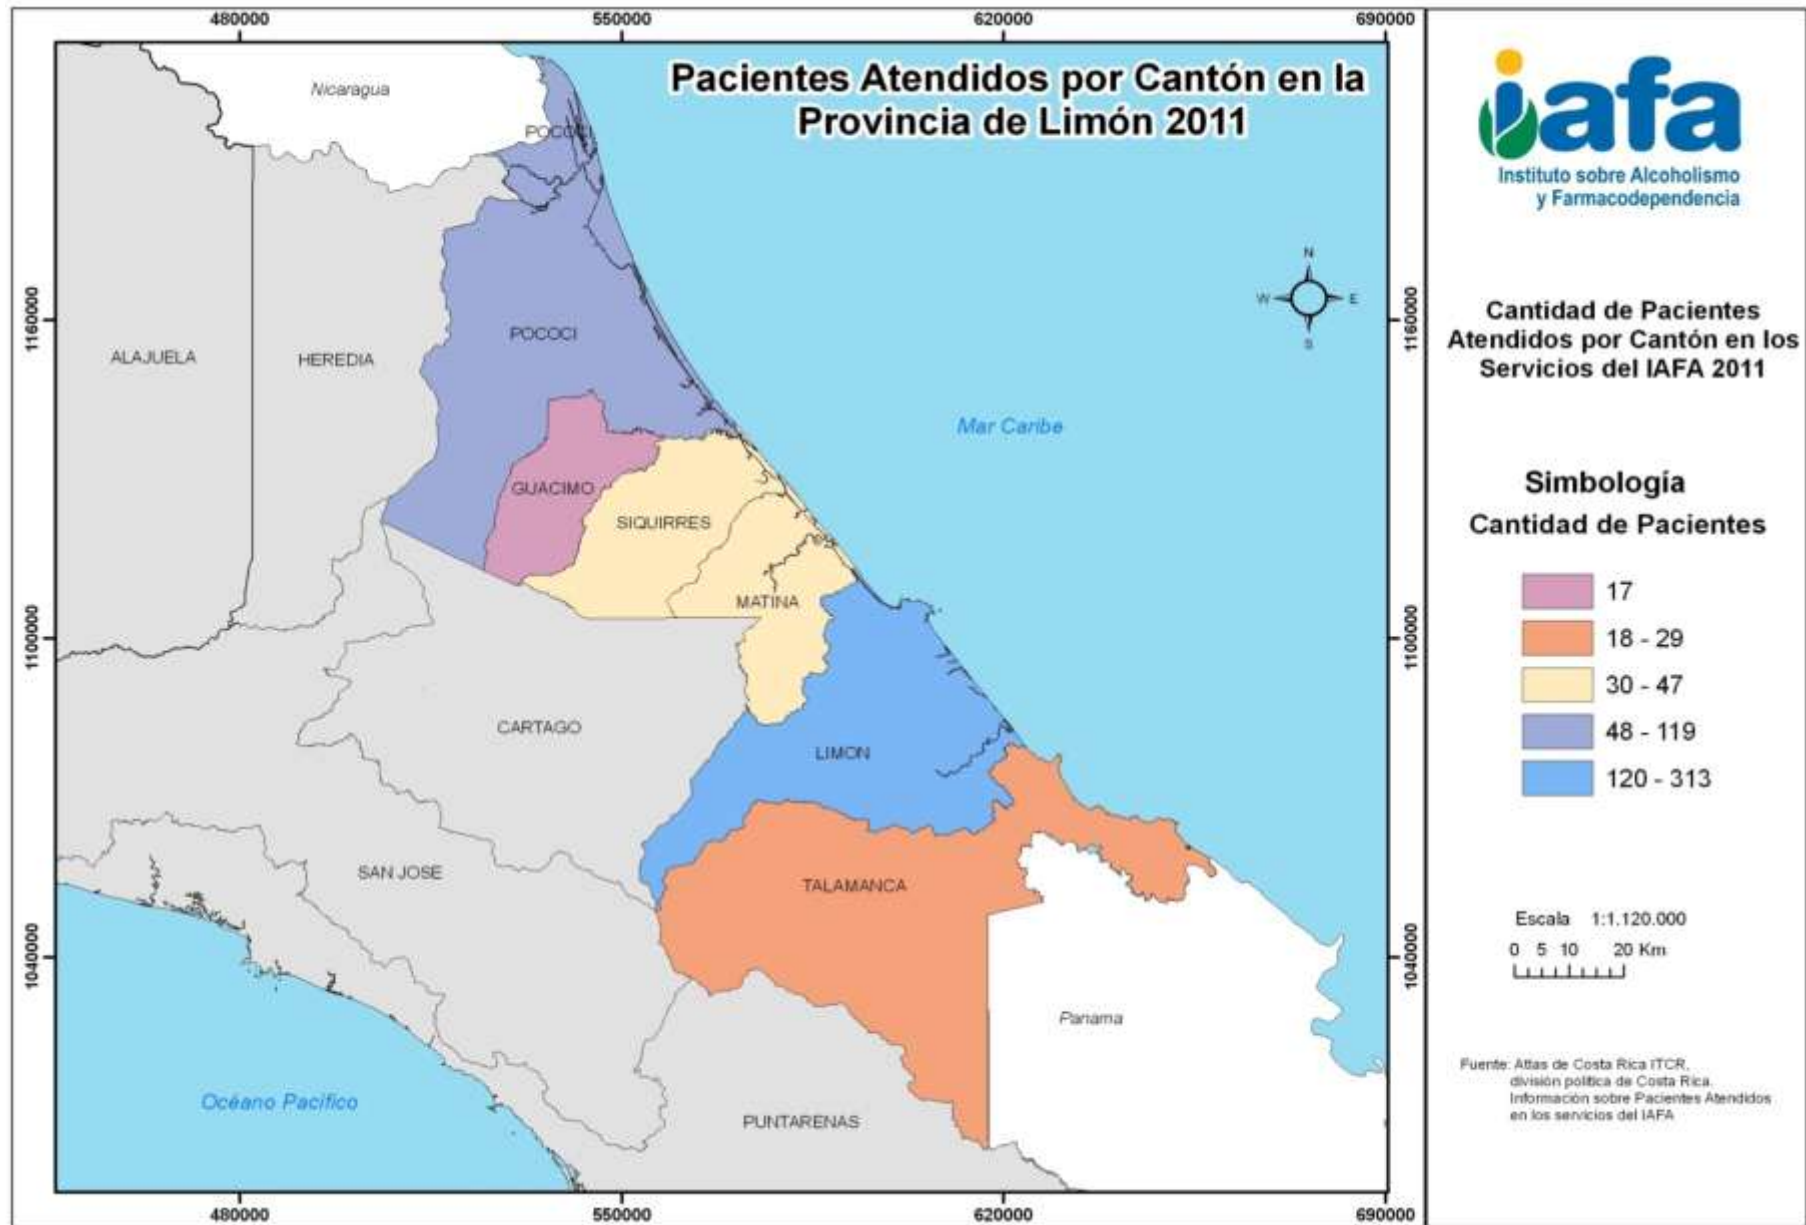 480000
550000
620000
690000
Pacientes Atendidos por Cantón en la
Provincia de Limón 2011
Nicaragua
POCOCI
POCOCI
ALAJUELA
HEREDIA
GUACIMO
SIQUIRRES
MATINA
Mar Caribe
N
W
E
S
CARTAGO
LIMON
SAN JOSE
TALAMANCA
Panama
Océano Pacifico
PUNTARENAS
1160000
1100000
1040000
1160000
1100000
1040000
480000
550000
620000
690000
iafa
Instituto sobre Alcoholismo
y Farmacodependencia
Cantidad de Pacientes
Atendidos por Cantón en los
Servicios del IAFA 2011
Simbología
Cantidad de Pacientes
17
18 - 29
30 - 47
48 - 119
120 - 313
Escala 1:1.120.000
0 5 10 20 Km
Fuente: Atlas de Costa Rica ITCR,
división política de Costa Rica.
Información sobre Pacientes Atendidos
en los servicios del IAFA